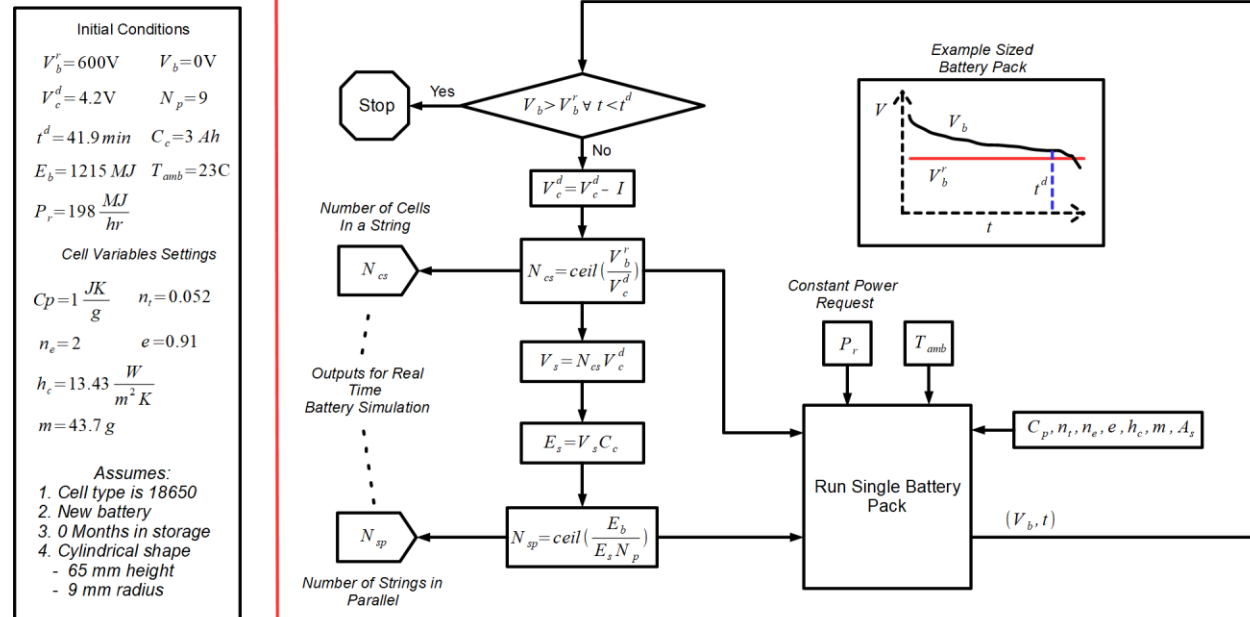 Initial Conditions
V_b^r=600V V_b=0V
V_c^d=4.2V N_p=9
t^d=41.9 min C_c=3 Ah
E_b=1215 MJ T_amb=23C
P_r=198 MJ/hr
Cell Variables Settings
Cp=1 JK/g n_t=0.052
n_e=2 e=0.91
h_c=13.43 W/m^2 K
m=43.7 g
Assumes:
1. Cell type is 18650
2. New battery
3. 0 Months in storage
4. Cylindrical shape
- 65 mm height
- 9 mm radius
Stop
Yes
V_b>V_b^r ∀ t<t^d
No
V_c^d=V_c^d− I
Number of Cells
In a String
N_cs
N_cs=ceil(V_b^r/V_c^d)
V_s=N_cs V_c^d
Outputs for Real
Time
Battery Simulation
E_s=V_s C_c
N_sp
N_sp=ceil(E_b/E_s N_p)
Number of Strings in
Parallel
Example Sized
Battery Pack
V
V_b
V_b^r
t^d
t
Constant Power
Request
P_r
T_amb
C_p, n_t, n_e, e, h_c, m, A_s
Run Single Battery
Pack
(V_b, t)